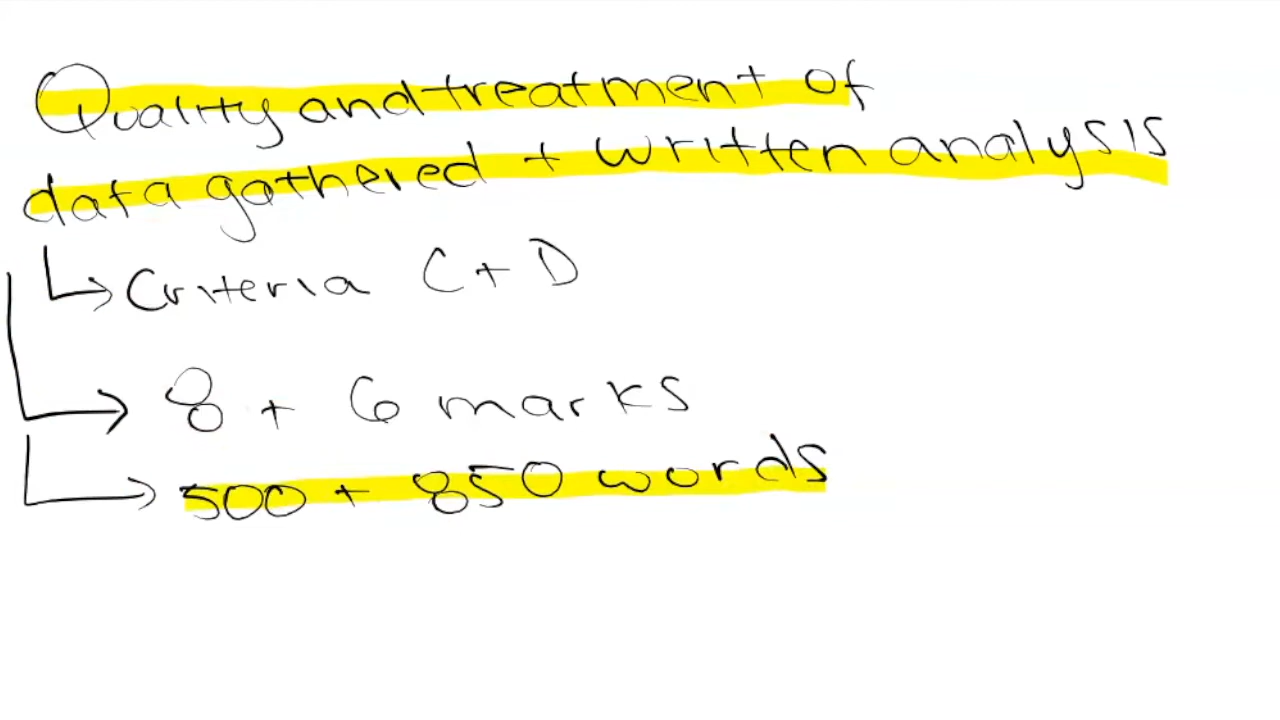 Quality and treatment of
data gathered + written analysis
Criteria C + D
8 + 6 marks
500 + 850 words